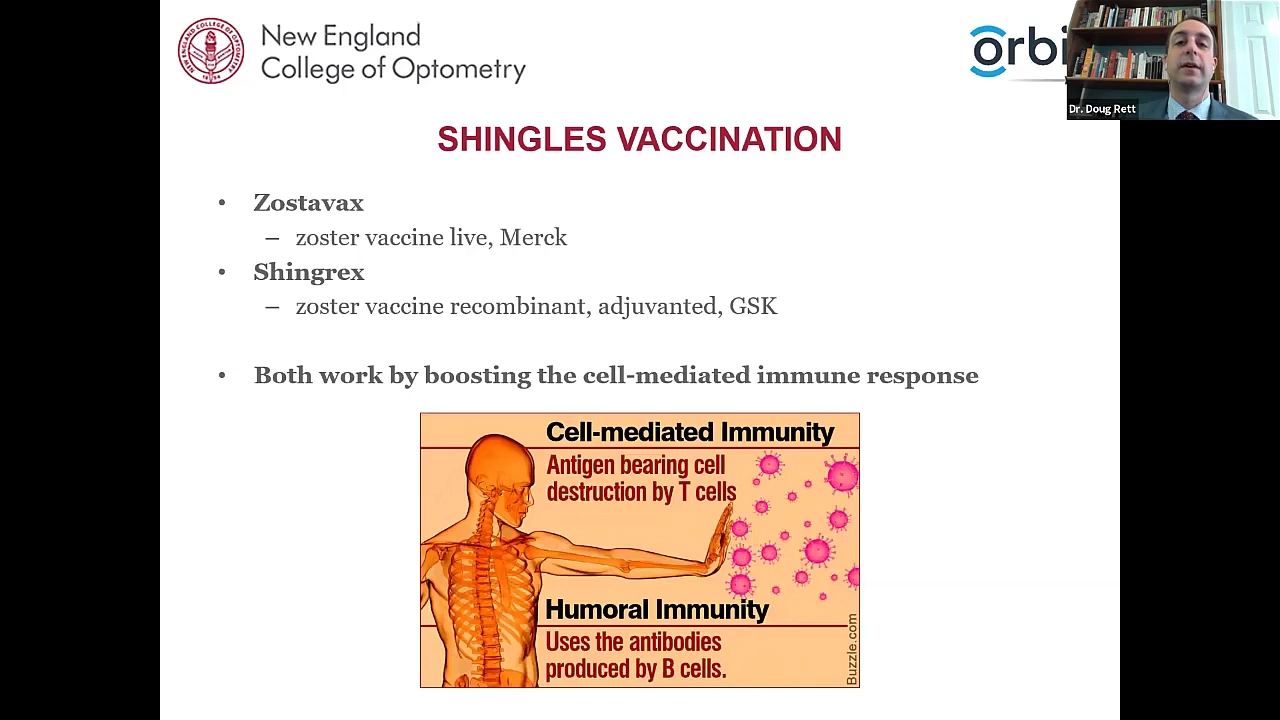 New England
College of Optometry
orbi
Dr. Doug Rett
SHINGLES VACCINATION
• Zostavax
– zoster vaccine live, Merck
• Shingrex
– zoster vaccine recombinant, adjuvanted, GSK
• Both work by boosting the cell-mediated immune response
Cell-mediated Immunity
Antigen bearing cell
destruction by T cells
Humoral Immunity
Uses the antibodies
produced by B cells.
Buzzle.com